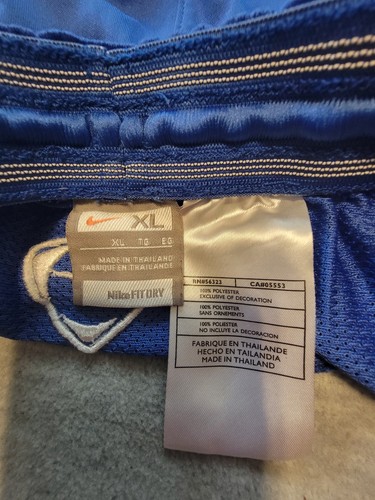 XL
XL TG EG
MADE IN THAILAND
FABRIQUE EN THAILANDE
Nike FIT DRY
RN#56323 CA#05553
100% POLYESTER
EXCLUSIVE OF DECORATION
100% POLYESTER
SANS ORNEMENTS
100% POLIESTER
NO INCLUYE LA DECORACION
FABRIQUE EN THAILANDE
HECHO EN TAILANDIA
MADE IN THAILAND